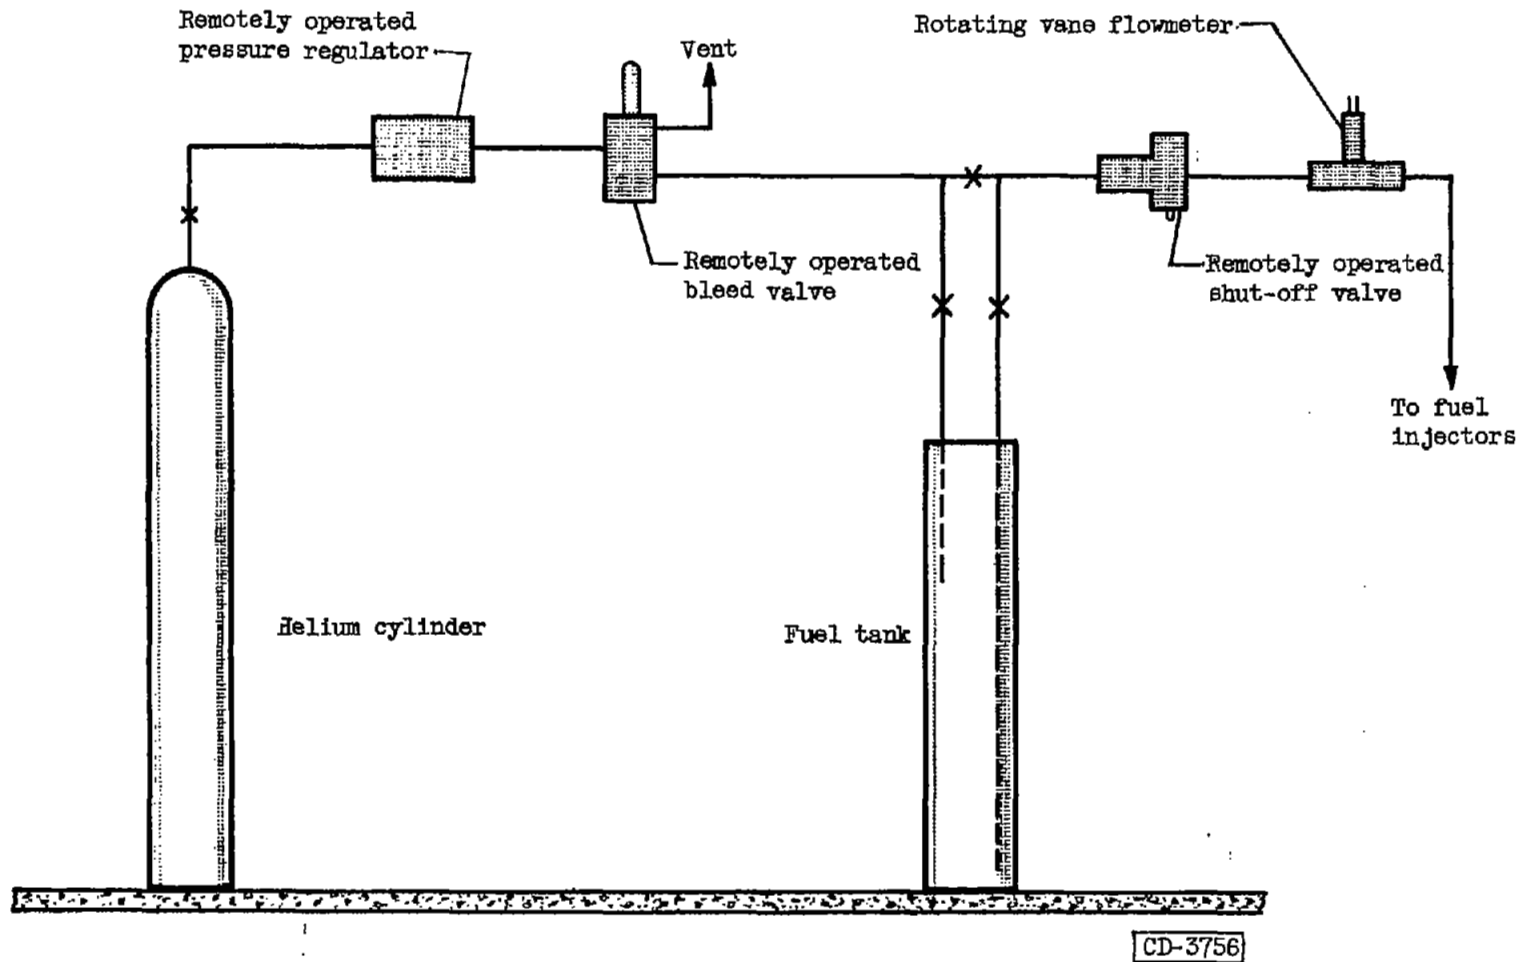 Remotely operated
pressure regulator
Vent
Rotating vane flowmeter
Remotely operated
bleed valve
Remotely operated
shut-off valve
To fuel
injectors
Helium cylinder
Fuel tank
CD-3756